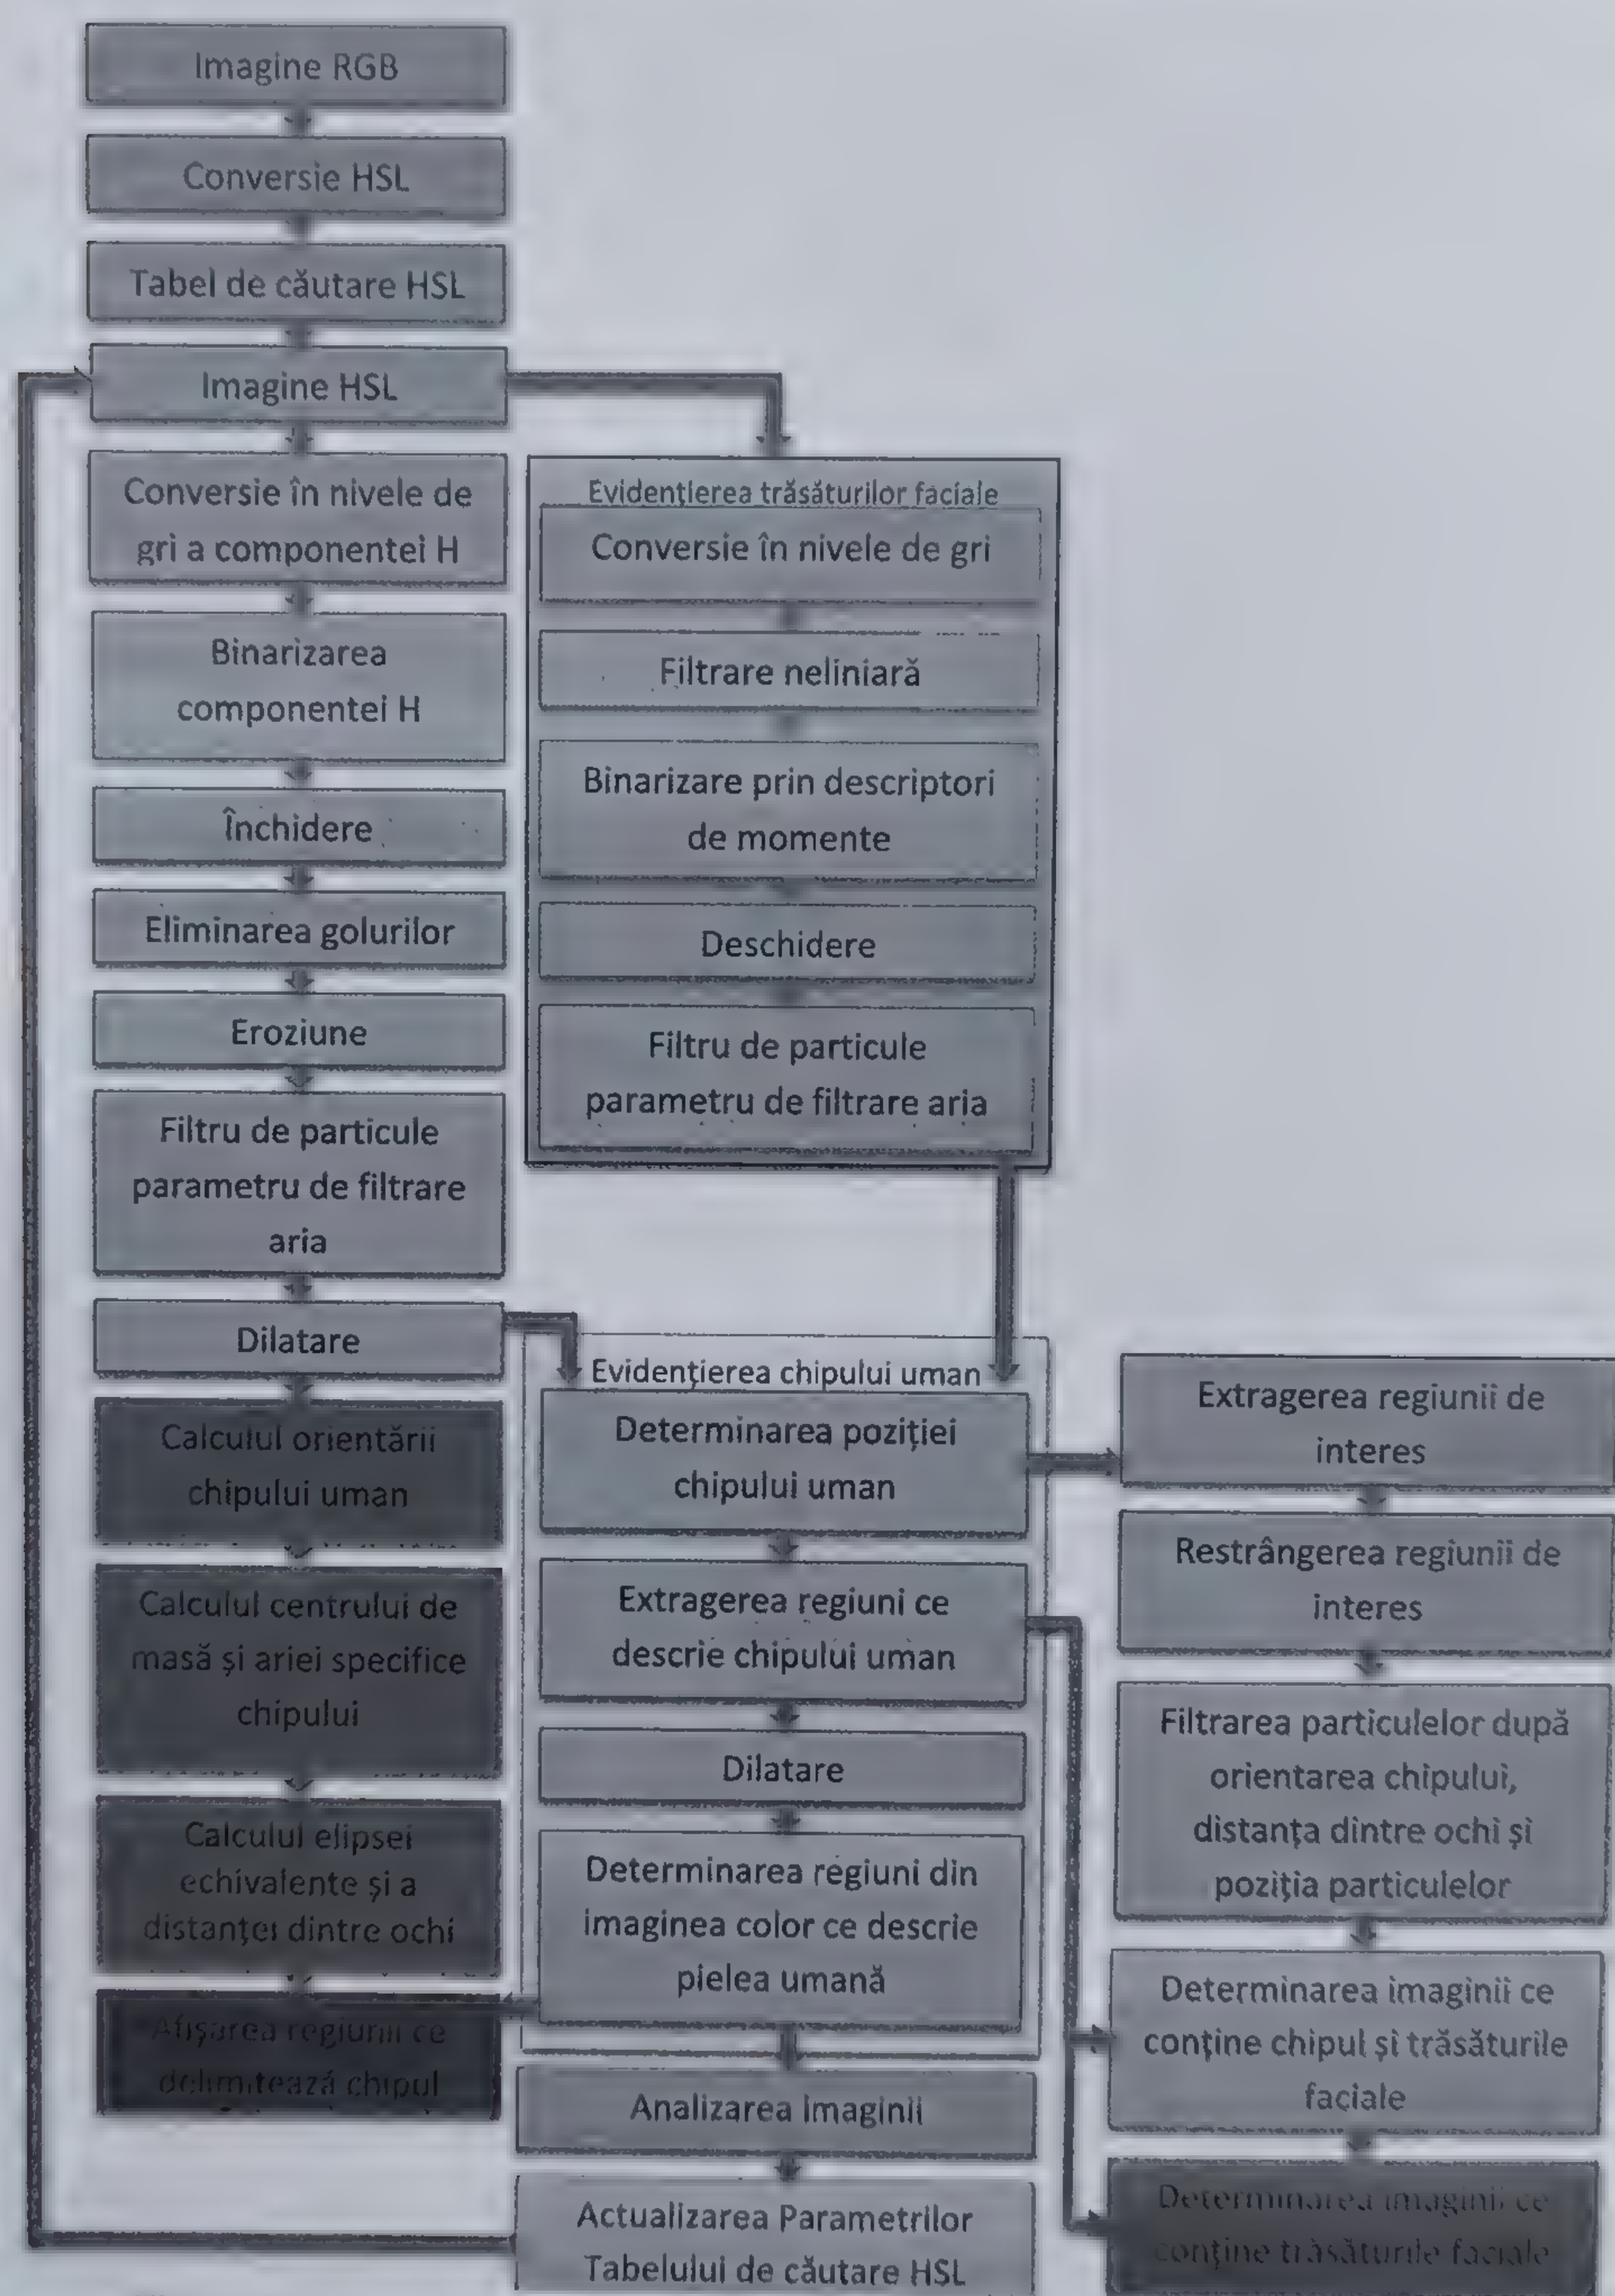 Imagine RGB
Conversie HSL
Tabel de căutare HSL
Imagine HSL
Conversie în nivele de
gri a componentei H
Binarizarea
componentei H
Închidere
Eliminarea golurilor
Eroziune
Filtru de particule
parametru de filtrare
aria
Dilatare
Calculul orientării
chipului uman
Calculul centrului de
masă și ariei specifice
chipului
Calculul elipsei
echivalente și a
distanței dintre ochi
Afișarea regiunii ce
delimitează chipul
Evidențierea trăsăturilor faciale
Conversie în nivele de gri
Filtrare neliniară
Binarizare prin descriptori
de momente
Deschidere
Filtru de particule
parametru de filtrare aria
Evidențierea chipului uman
Determinarea poziției
chipului uman
Extragerea regiuni ce
descrie chipului uman
Dilatare
Determinarea regiuni din
imaginea color ce descrie
pielea umană
Analizarea imaginii
Actualizarea Parametrilor
Tabelului de căutare HSL
Extragerea regiunii de
interes
Restrângerea regiunii de
interes
Filtrarea particulelor după
orientarea chipului,
distanța dintre ochi și
poziția particulelor
Determinarea imaginii ce
conține chipul și trăsăturile
faciale
Determinarea imaginii ce
conține trăsăturile faciale